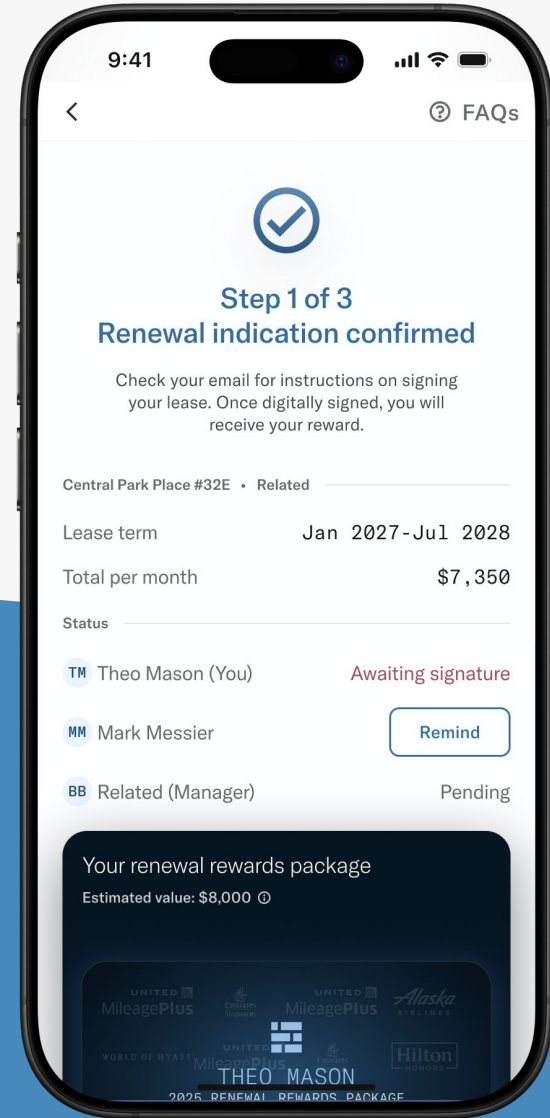 9:41
FAQs
Step 1 of 3
Renewal indication confirmed
Check your email for instructions on signing
your lease. Once digitally signed, you will
receive your reward.
Central Park Place #32E • Related
Lease term Jan 2027-Jul 2028
Total per month $7,350
Status
TM Theo Mason (You) Awaiting signature
MM Mark Messier Remind
BB Related (Manager) Pending
Your renewal rewards package
Estimated value: $8,000
UNITED UNITED Alaska
MileagePlus Emirates MileagePlus AIRLINES
Skywards
UNITED
WORLD OF HYATT MileagePlus Emirates Hilton
HONORS
THEO MASON
2025 RENEWAL REWARDS PACKAGE